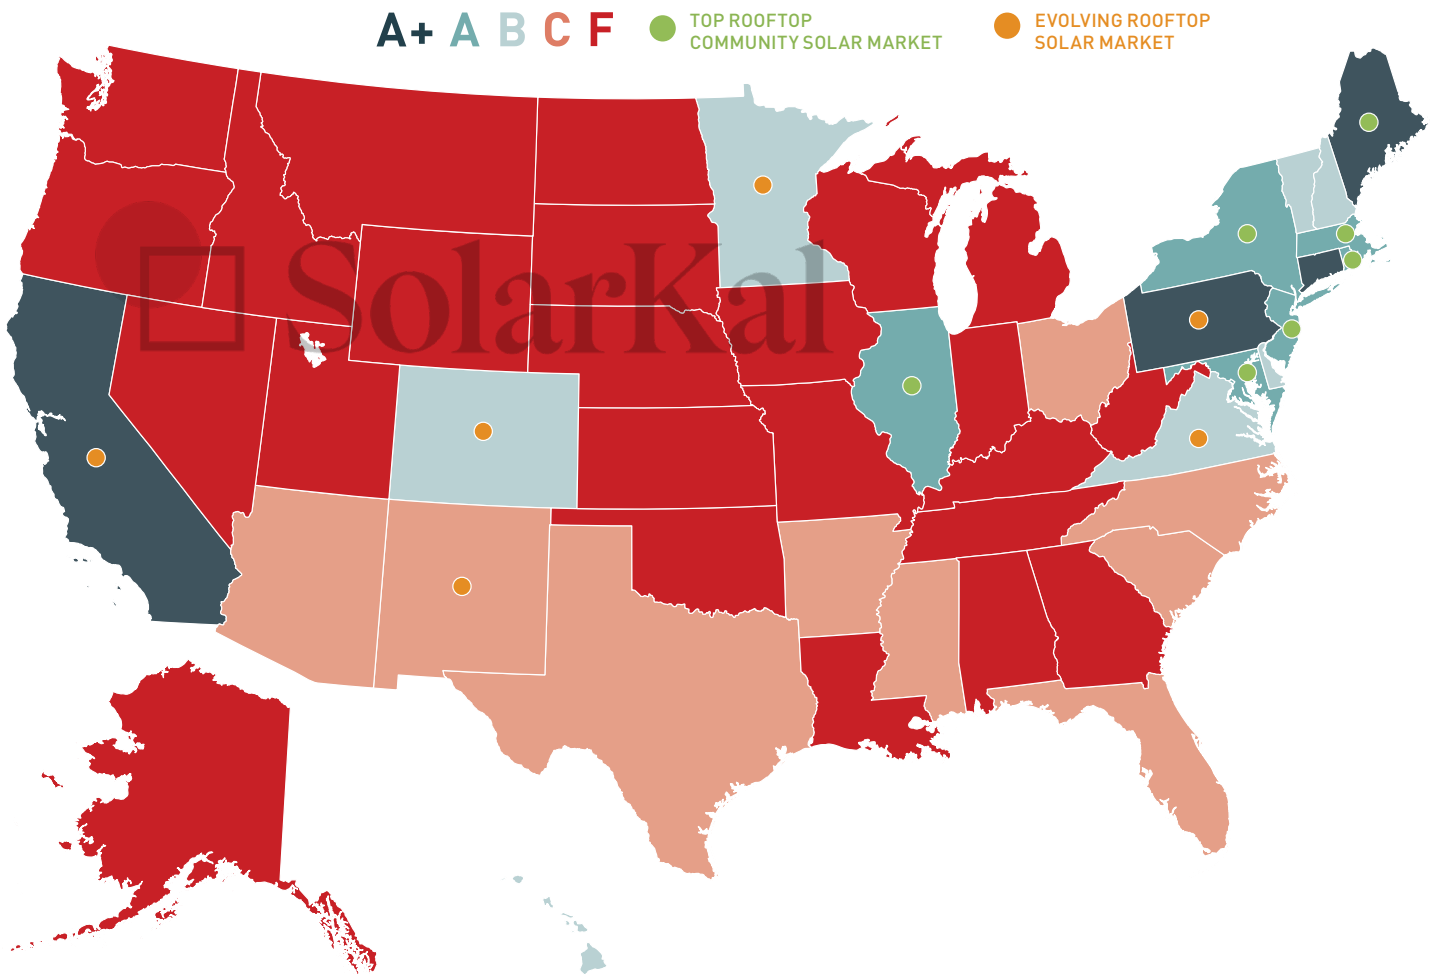 A+ A B C F
TOP ROOFTOP
COMMUNITY SOLAR MARKET
EVOLVING ROOFTOP
SOLAR MARKET
SolarKal